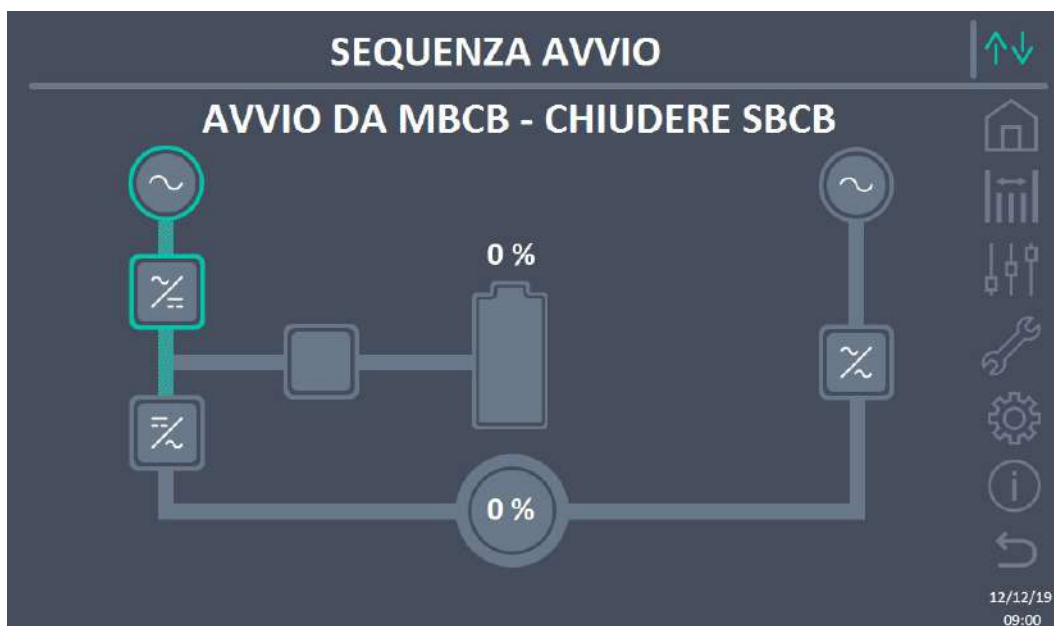 SEQUENZA AVVIO
AVVIO DA MBCB - CHIUDERE SBCB
0 %
0 %
12/12/19
09:00